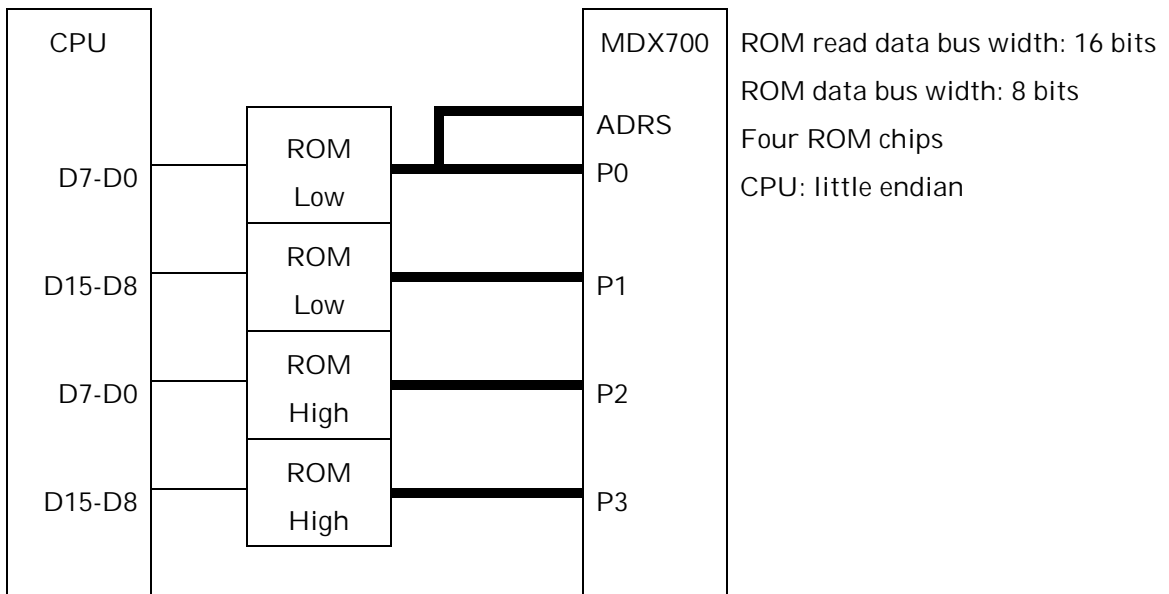 CPU
MDX700
ROM read data bus width: 16 bits
ROM data bus width: 8 bits
ADRS
Four ROM chips
ROM
Low
D7-D0
P0
CPU: little endian
ROM
Low
D15-D8
P1
ROM
High
D7-D0
P2
ROM
High
D15-D8
P3